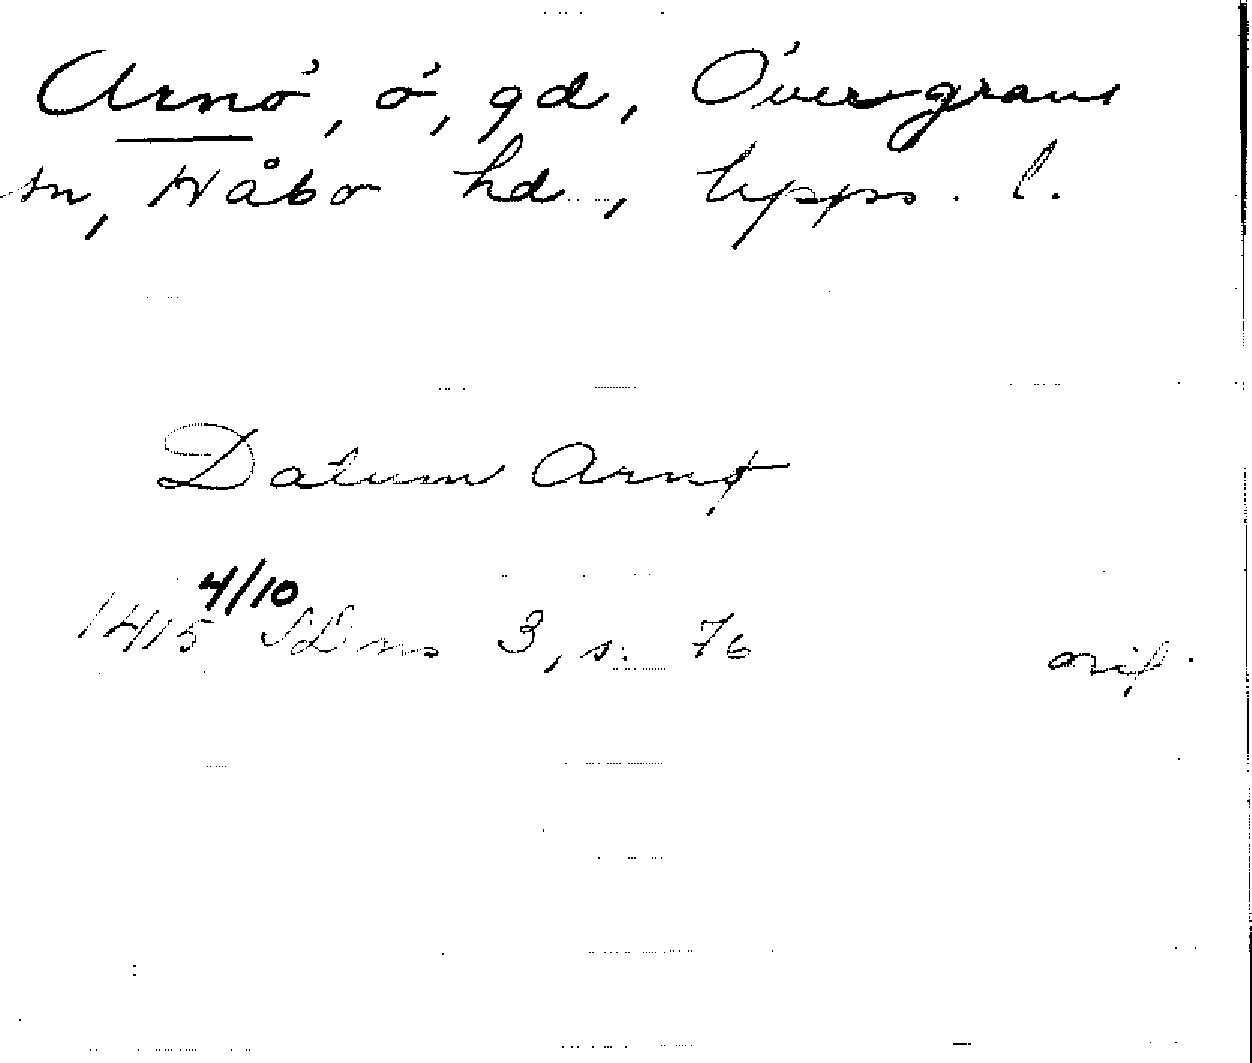 Arnö, ö, gd, Övergrans
sn, Håbo hd., Upps. l.
Datum Arnø
1415 4/10 SDns 3, s. 76 orig.